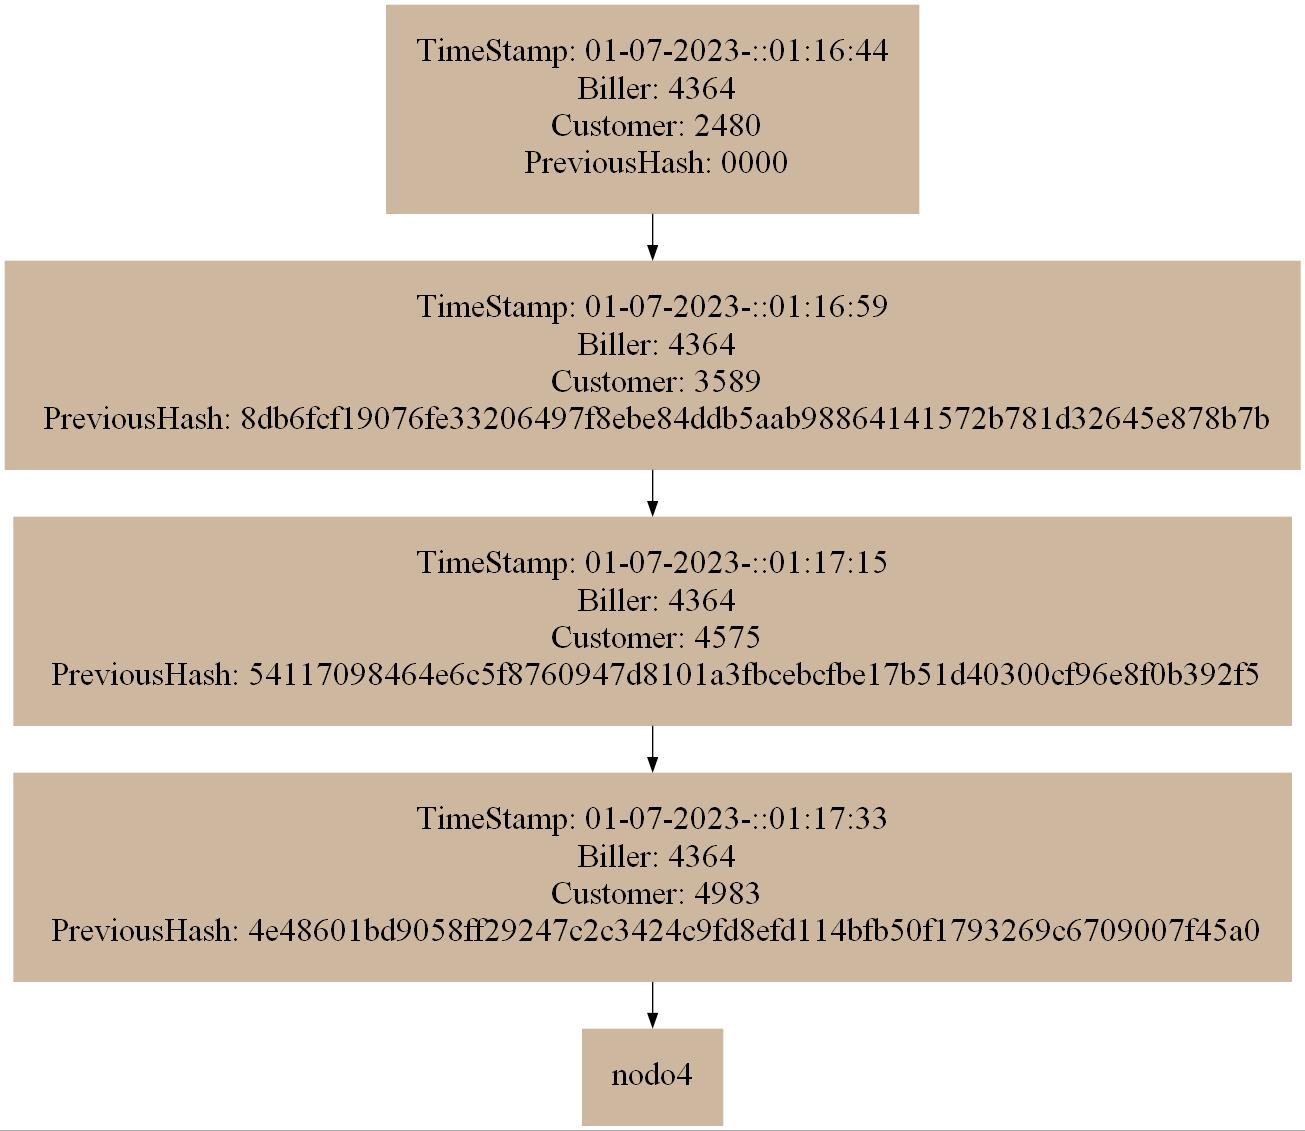 TimeStamp: 01-07-2023-::01:16:44
Biller: 4364
Customer: 2480
PreviousHash: 0000
TimeStamp: 01-07-2023-::01:16:59
Biller: 4364
Customer: 3589
PreviousHash: 8db6fcf19076fe33206497f8ebe84ddb5aab98864141572b781d32645e878b7b
TimeStamp: 01-07-2023-::01:17:15
Biller: 4364
Customer: 4575
PreviousHash: 54117098464e6c5f8760947d8101a3fbcebcfbe17b51d40300cf96e8f0b392f5
TimeStamp: 01-07-2023-::01:17:33
Biller: 4364
Customer: 4983
PreviousHash: 4e48601bd9058ff29247c2c3424c9fd8efd114bfb50f1793269c6709007f45a0
nodo4